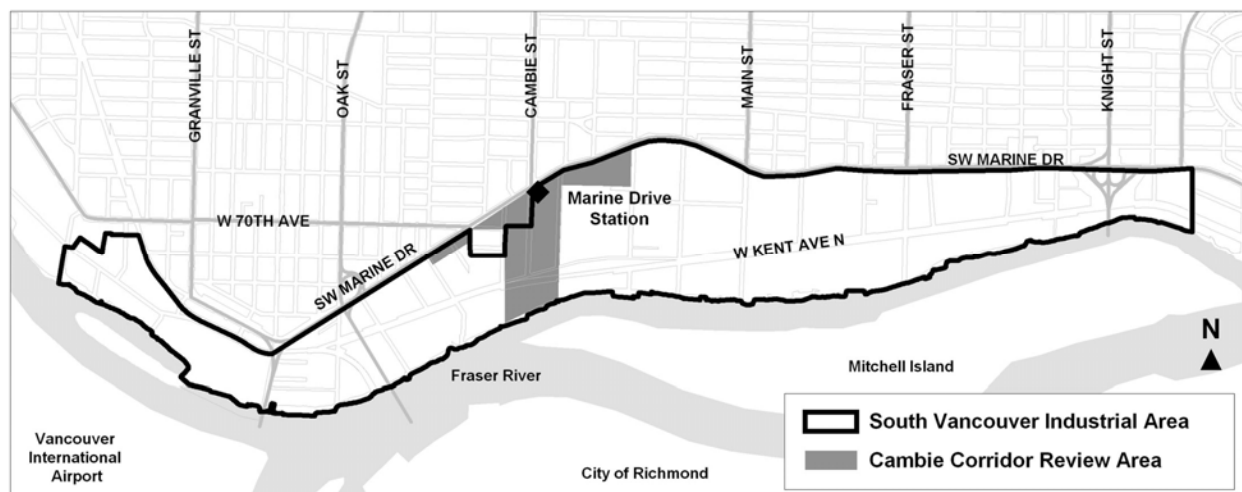 GRANVILLE ST
OAK ST
CAMBIE ST
MAIN ST
FRASER ST
KNIGHT ST
SW MARINE DR
W 70TH AVE
Marine Drive
Station
SW MARINE DR
W KENT AVE N
N
Fraser River
Mitchell Island
Vancouver
International
Airport
City of Richmond
South Vancouver Industrial Area
Cambie Corridor Review Area